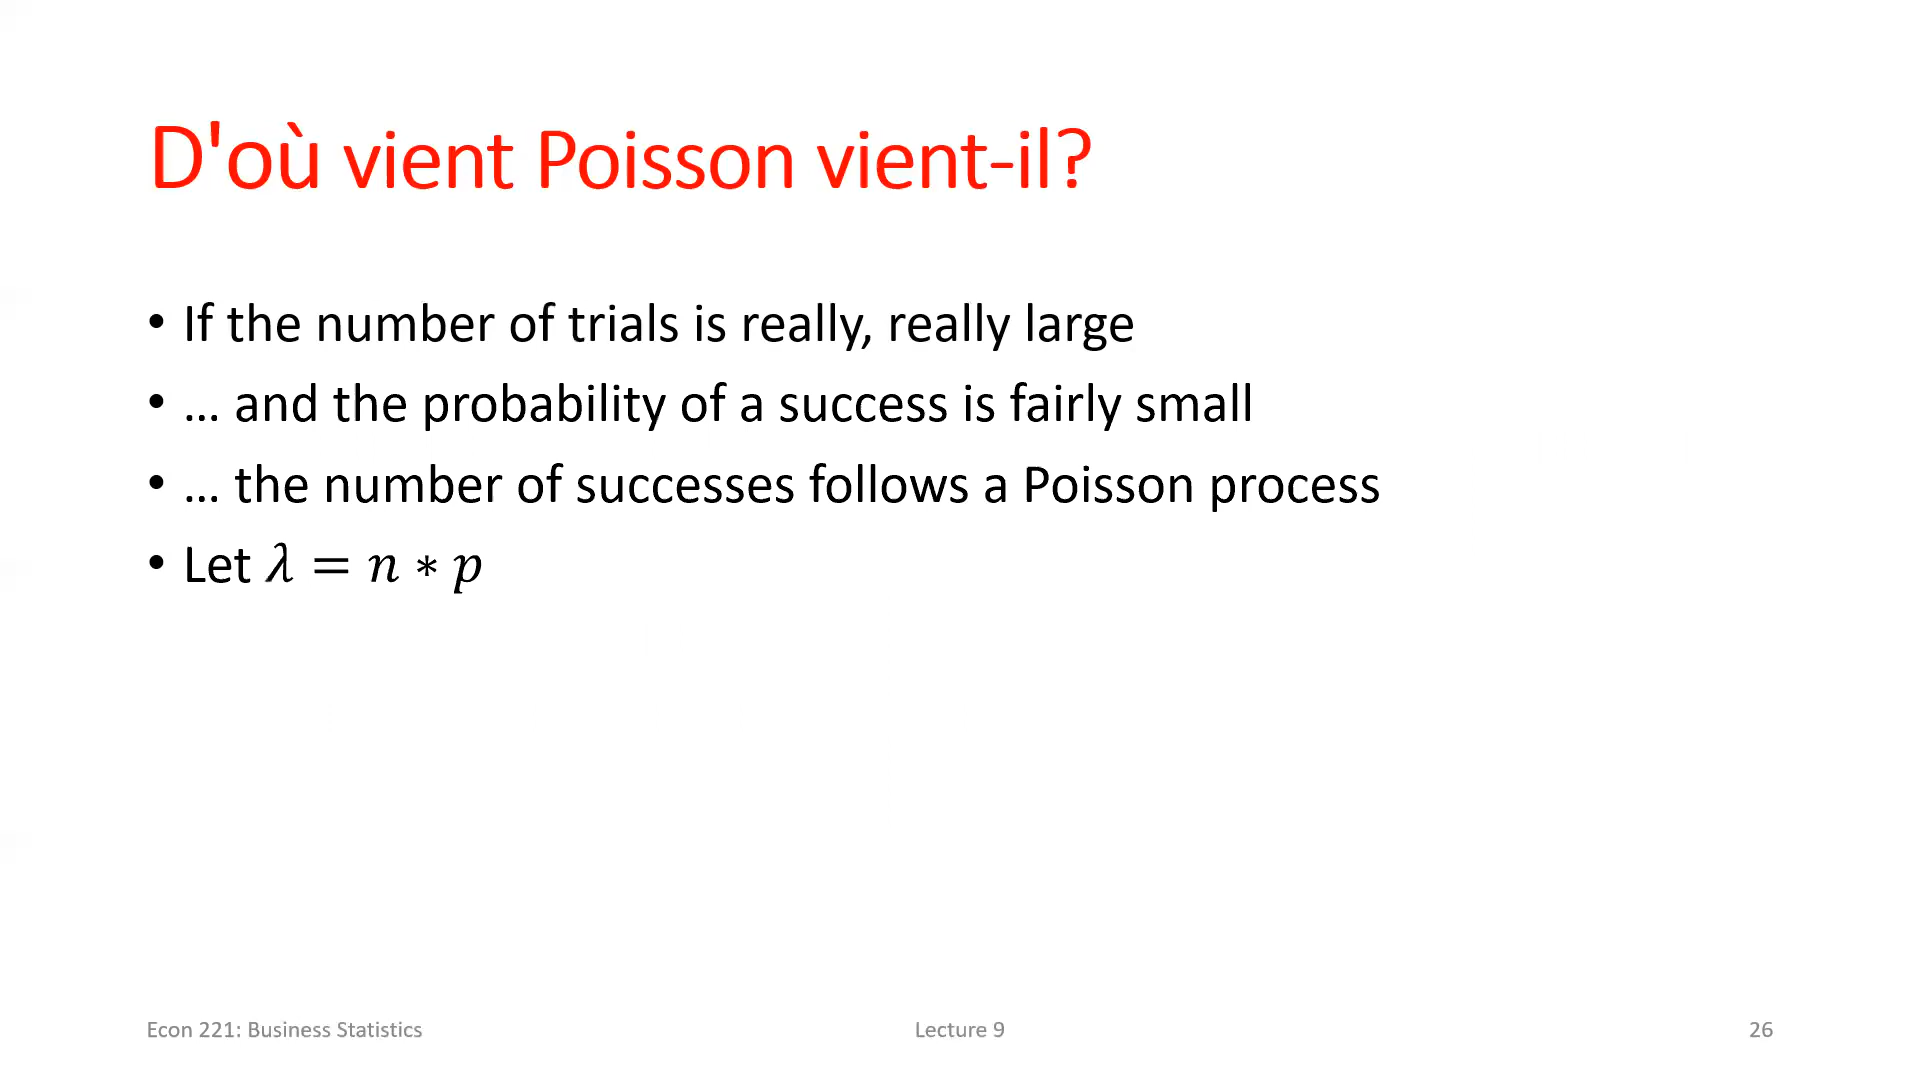 D'où vient Poisson vient-il?
• If the number of trials is really, really large
• … and the probability of a success is fairly small
• … the number of successes follows a Poisson process
• Let 𝜆 = 𝑛 ∗ 𝑝
Econ 221: Business Statistics
Lecture 9
26